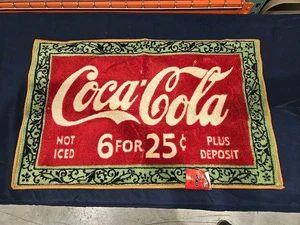 Coca-Cola
NOT ICED
6 FOR 25¢
PLUS DEPOSIT